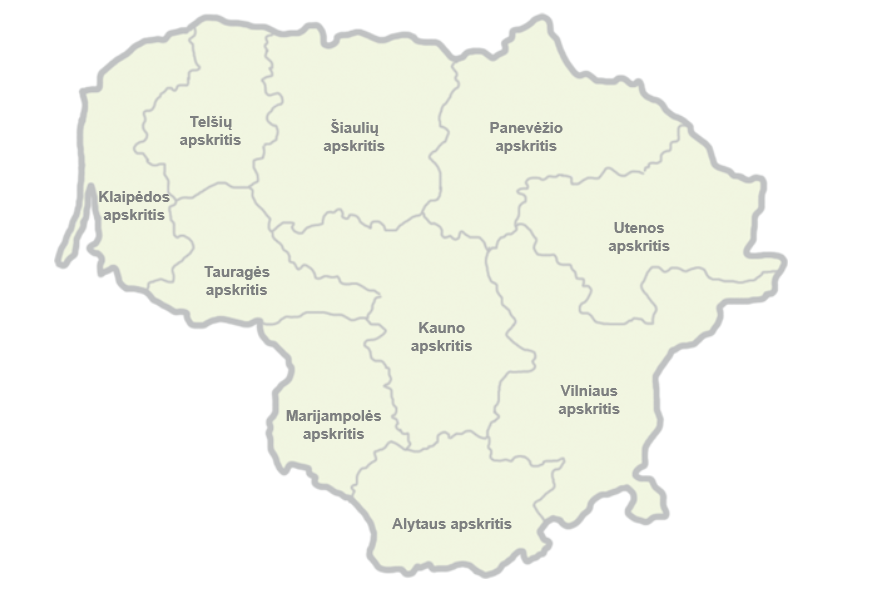 Telšių
apskritis
Šiaulių
apskritis
Panevėžio
apskritis
Klaipėdos
apskritis
Utenos
apskritis
Tauragės
apskritis
Kauno
apskritis
Vilniaus
apskritis
Marijampolės
apskritis
Alytaus apskritis